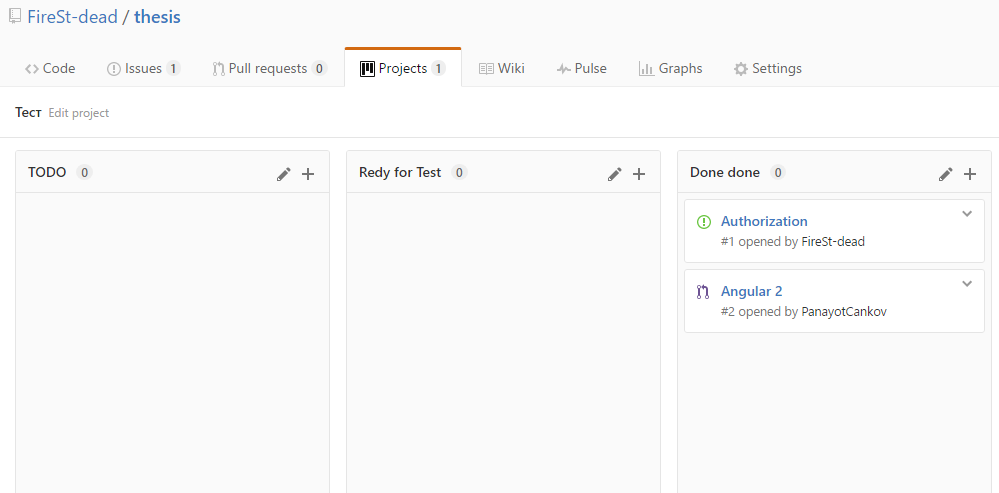 FireSt-dead / thesis
Code Issues 1 Pull requests 0 Projects 1 Wiki Pulse Graphs Settings
Тест Edit project
TODO 0
Redy for Test 0
Done done 0
Authorization
#1 opened by FireSt-dead
Angular 2
#2 opened by PanayotCankov